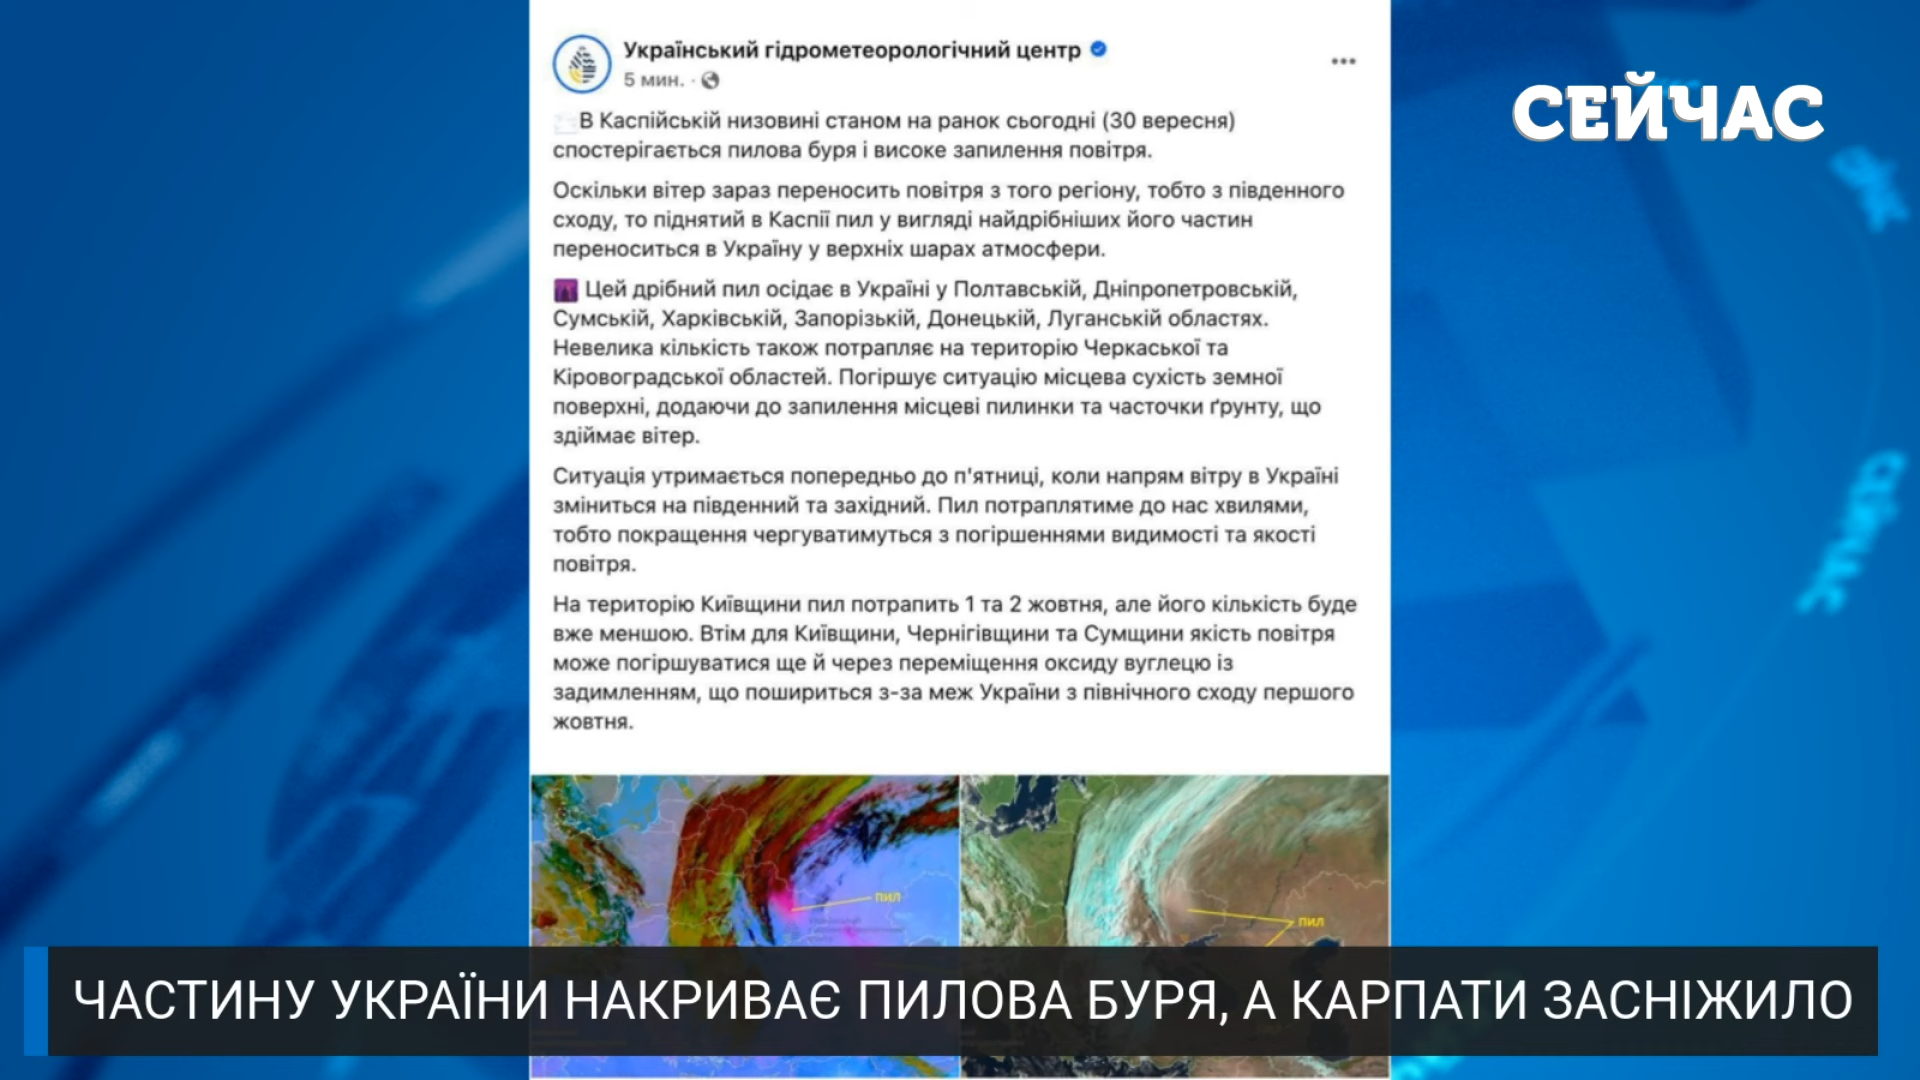 Український гідрометеорологічний центр
5 мин. ·
СЕЙЧАС
В Каспійській низовині станом на ранок сьогодні (30 вересня)
спостерігається пилова буря і високе запилення повітря.
Оскільки вітер зараз переносить повітря з того регіону, тобто з південного
сходу, то піднятий в Каспії пил у вигляді найдрібніших його частин
переноситься в Україну у верхніх шарах атмосфери.
Цей дрібний пил осідає в Україні у Полтавській, Дніпропетровській,
Сумській, Харківській, Запорізькій, Донецькій, Луганській областях.
Невелика кількість також потрапляє на територію Черкаської та
Кіровоградської областей. Погіршує ситуацію місцева сухість земної
поверхні, додаючи до запилення місцеві пилинки та часточки ґрунту, що
здіймає вітер.
Ситуація утримається попередньо до п'ятниці, коли напрям вітру в Україні
зміниться на південний та західний. Пил потраплятиме до нас хвилями,
тобто покращення чергуватимуться з погіршеннями видимості та якості
повітря.
На територію Київщини пил потрапить 1 та 2 жовтня, але його кількість буде
вже меншою. Втім для Київщини, Чернігівщини та Сумщини якість повітря
може погіршуватися ще й через переміщення оксиду вуглецю із
задимленням, що пошириться з-за меж України з північного сходу першого
жовтня.
пил
пил
ЧАСТИНУ УКРАЇНИ НАКРИВАЄ ПИЛОВА БУРЯ, А КАРПАТИ ЗАСНІЖИЛО